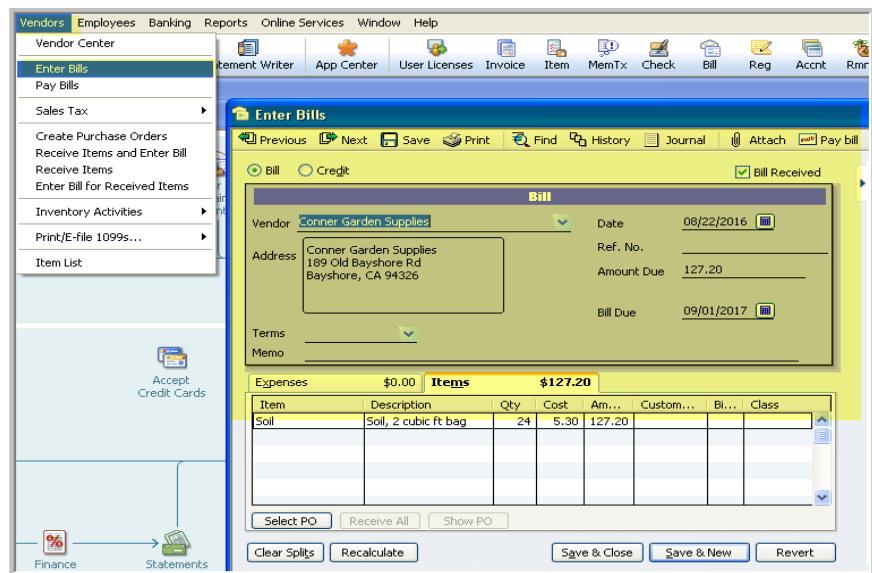 Vendors Employees Banking Reports Online Services Window Help
Vendor Center
Enter Bills
Pay Bills
Sales Tax
Create Purchase Orders
Receive Items and Enter Bill
Receive Items
Enter Bill for Received Items
Inventory Activities
Print/E-file 1099s...
Item List
tement Writer App Center User Licenses Invoice Item MemTx Check Bill Reg Accnt Rmr
Enter Bills
Previous Next Save Print Find History Journal Attach Pay bill
Bill Credit Bill Received
Bill
Vendor Conner Garden Supplies Date 08/22/2016
Ref. No.
Address Conner Garden Supplies
189 Old Bayshore Rd
Bayshore, CA 94326
Amount Due 127.20
Bill Due 09/01/2017
Terms
Memo
Expenses $0.00 Items $127.20
Item Description Qty Cost Am... Custom... Bi... Class
Soil Soil, 2 cubic ft bag 24 5.30 127.20
Select PO Receive All Show PO
Clear Splits Recalculate Save & Close Save & New Revert
Accept
Credit Cards
% Finance Statements